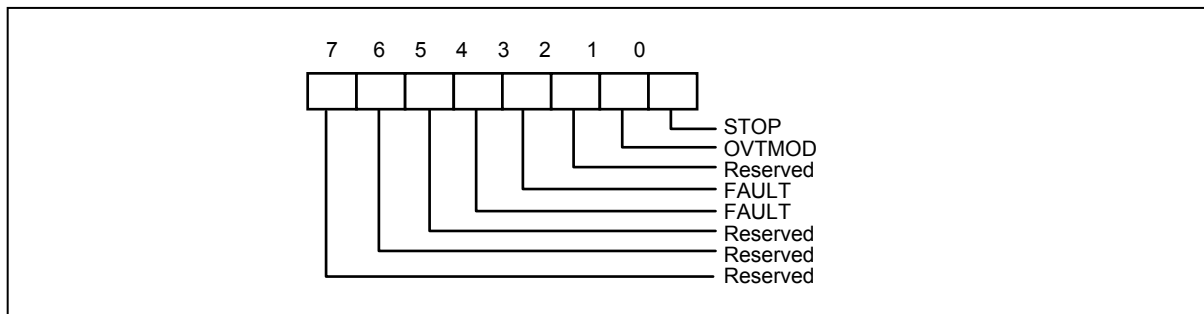 7 6 5 4 3 2 1 0
STOP
OVTMOD
Reserved
FAULT
FAULT
Reserved
Reserved
Reserved